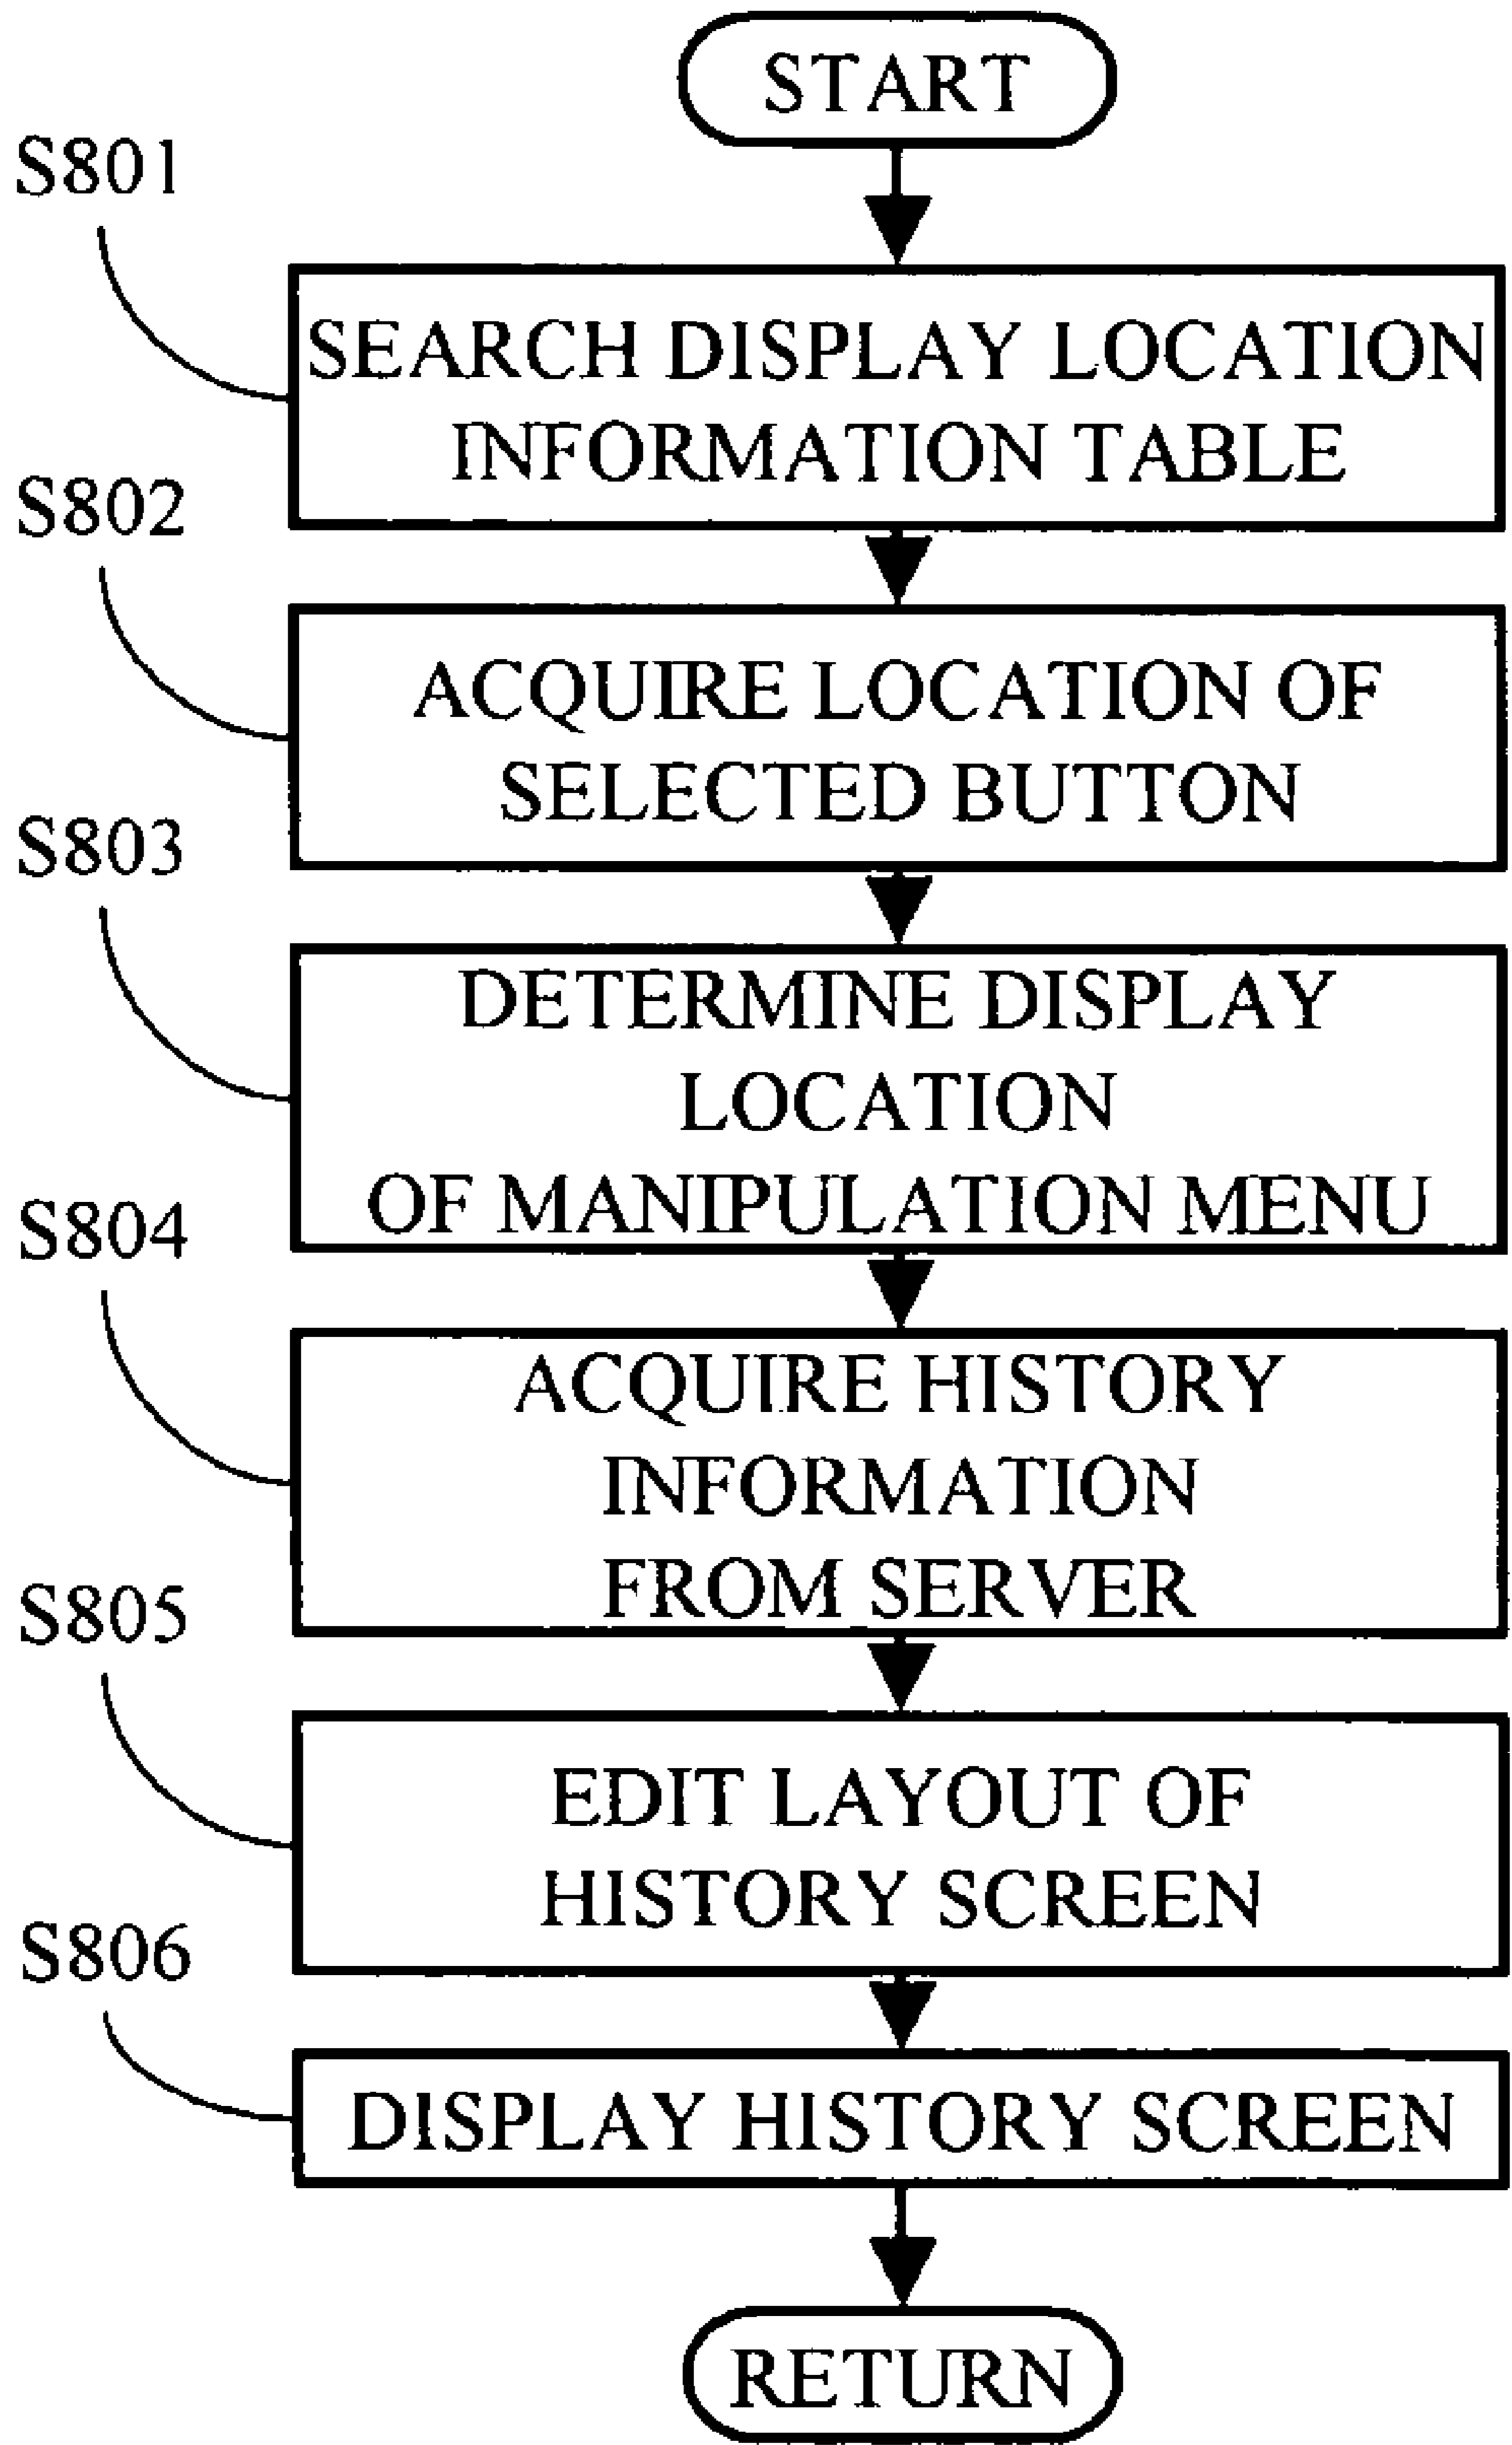 START
S801
SEARCH DISPLAY LOCATION
INFORMATION TABLE
S802
ACQUIRE LOCATION OF
SELECTED BUTTON
S803
DETERMINE DISPLAY
LOCATION
OF MANIPULATION MENU
S804
ACQUIRE HISTORY
INFORMATION
FROM SERVER
S805
EDIT LAYOUT OF
HISTORY SCREEN
S806
DISPLAY HISTORY SCREEN
RETURN